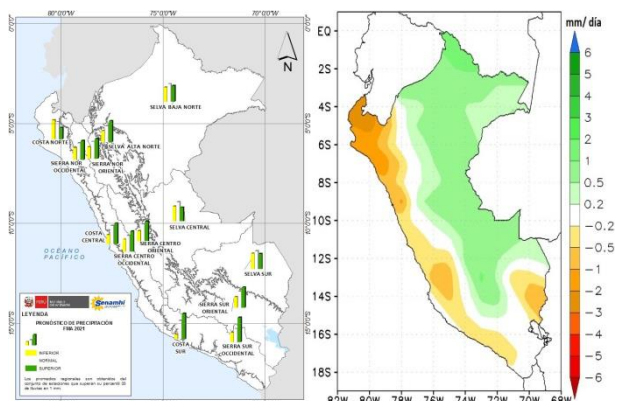 80°0'0"W
75°0'0"W
70°0'0"W
0°0'0"
N
SELVA BAJA NORTE
5°0'0"S
COSTA NORTE
SELVA ALTA NORTE
SIERRA NOR
OCCIDENTAL
SIERRA NOR
ORIENTAL
10°0'0"S
SELVA CENTRAL
COSTA
CENTRAL
SIERRA CENTRO
ORIENTAL
SIERRA CENTRO
OCCIDENTAL
OCÉANO
PACÍFICO
SELVA SUR
SIERRA SUR
ORIENTAL
15°0'0"S
COSTA
SUR
SIERRA SUR
OCCIDENTAL
PERÚ
Senamhi
LEYENDA
PRONÓSTICO DE PRECIPITACIÓN
FMA 2021
INFERIOR
NORMAL
SUPERIOR
mm/ día
EQ
2S
4S
6S
8S
10S
12S
14S
16S
18S
82W
80W
78W
76W
74W
72W
70W
68W
6
5
4
3
2
1
0.5
0.2
−0.2
−0.5
−1
−2
−3
−4
−5
−6